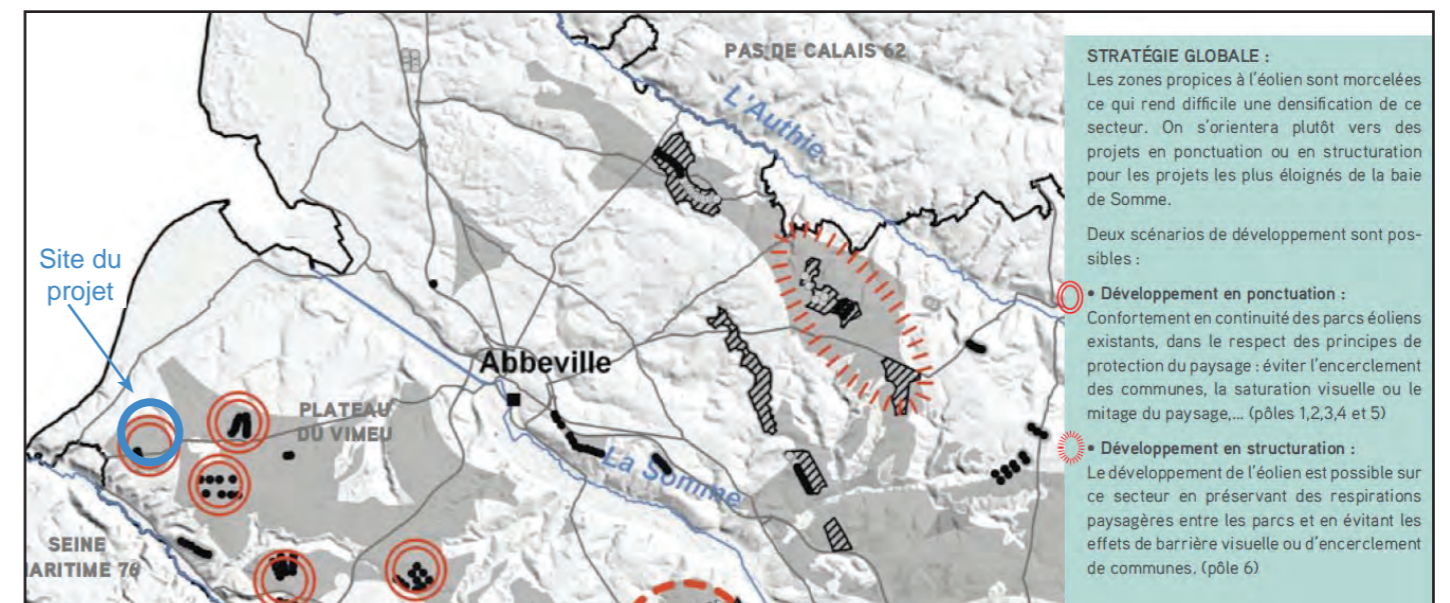 PAS DE CALAIS 62
L'Authie
Site du
projet
Abbeville
PLATEAU
DU VIMEU
La Somme
SEINE
MARITIME 76
STRATÉGIE GLOBALE :
Les zones propices à l'éolien sont morcelées
ce qui rend difficile une densification de ce
secteur. On s'orientera plutôt vers des
projets en ponctuation ou en structuration
pour les projets les plus éloignés de la baie
de Somme.
Deux scénarios de développement sont pos-
sibles :
• Développement en ponctuation :
Confortement en continuité des parcs éoliens
existants, dans le respect des principes de
protection du paysage : éviter l'encerclement
des communes, la saturation visuelle ou le
mitage du paysage,... (pôles 1,2,3,4 et 5)
• Développement en structuration :
Le développement de l'éolien est possible sur
ce secteur en préservant des respirations
paysagères entre les parcs et en évitant les
effets de barrière visuelle ou d'encerclement
de communes. (pôle 6)